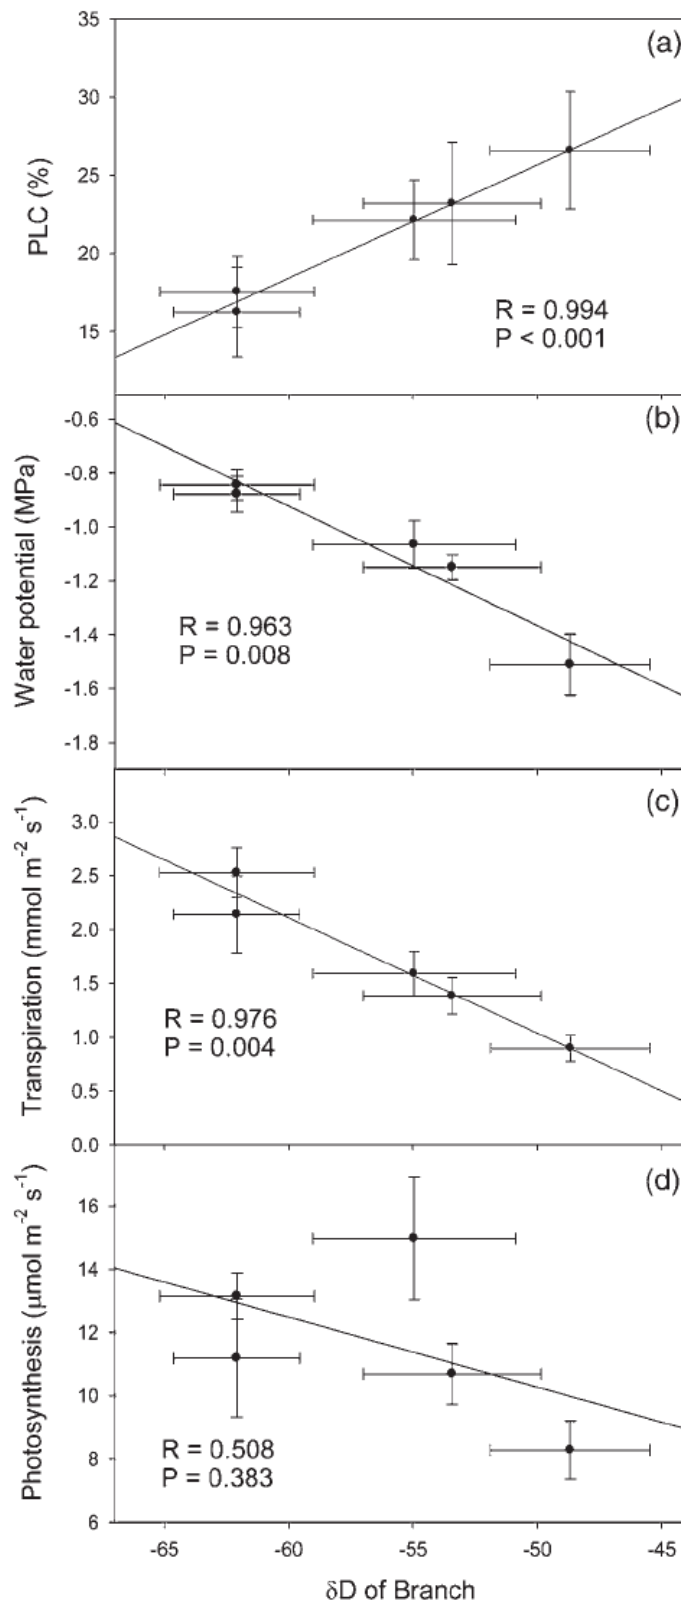 (a)
PLC (%)
35
30
25
20
15
R = 0.994
P < 0.001
(b)
Water potential (MPa)
-0.6
-0.8
-1.0
-1.2
-1.4
-1.6
-1.8
R = 0.963
P = 0.008
(c)
Transpiration (mmol m⁻² s⁻¹)
3.0
2.5
2.0
1.5
1.0
0.5
0.0
R = 0.976
P = 0.004
(d)
Photosynthesis (μmol m⁻² s⁻¹)
16
14
12
10
8
6
R = 0.508
P = 0.383
-65 -60 -55 -50 -45
δD of Branch